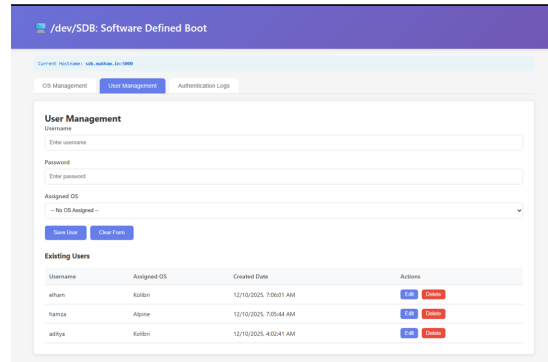 /dev/SDB: Software Defined Boot
Current Hostname: sdb.mukham.in:5000
OS Management User Management Authentication Logs
User Management
Username
Enter username
Password
Enter password
Assigned OS
-- No OS Assigned --
Save User Clear Form
Existing Users
Username Assigned OS Created Date Actions
elham Kolibri 12/10/2025, 7:06:01 AM Edit Delete
hamza Alpine 12/10/2025, 7:05:44 AM Edit Delete
aditya Kolibri 12/10/2025, 4:02:41 AM Edit Delete